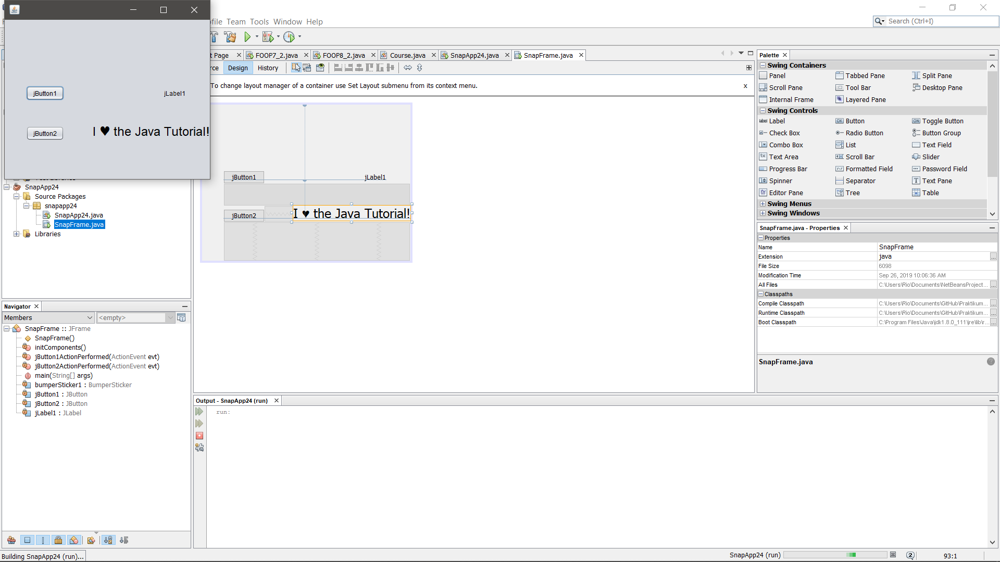 file Team Tools Window Help
Search (Ctrl+I)
jButton1
jLabel1
jButton2
I ♥ the Java Tutorial!
t Page
FOOP7_2.java
FOOP8_2.java
Course.java
SnapApp24.java
SnapFrame.java
rce Design History
To change layout manager of a container use Set Layout submenu from its context menu.
x
jButton1
jLabel1
jButton2
I ♥ the Java Tutorial!
SnapApp24
Source Packages
snapapp24
SnapApp24.java
SnapFrame.java
Libraries
Navigator
Members
<empty>
SnapFrame :: JFrame
SnapFrame()
initComponents()
jButton1ActionPerformed(ActionEvent evt)
jButton2ActionPerformed(ActionEvent evt)
main(String[] args)
bumperSticker1 : BumperSticker
jButton1 : JButton
jButton2 : JButton
jLabel1 : JLabel
Palette
Swing Containers
Panel Tabbed Pane Split Pane
Scroll Pane Tool Bar Desktop Pane
Internal Frame Layered Pane
Swing Controls
label Label OK Button ON Toggle Button
Check Box Radio Button Button Group
Combo Box List Text Field
Text Area Scroll Bar Slider
Progress Bar Formatted Field Password Field
Spinner Separator Text Pane
Editor Pane Tree Table
Swing Menus
Swing Windows
SnapFrame.java - Properties
Properties
Name SnapFrame
Extension java
File Size 6098
Modification Time Sep 26, 2019 10:06:36 AM
All Files C:\Users\Rio\Documents\NetBeansProject...
Classpaths
Compile Classpath C:\Users\Rio\Documents\GitHub\Praktikum...
Runtime Classpath C:\Users\Rio\Documents\GitHub\Praktikum...
Boot Classpath C:\Program Files\Java\jdk1.8.0_111\jre\lib\r...
SnapFrame.java
Output - SnapApp24 (run)
run:
Building SnapApp24 (run)...
SnapApp24 (run)
2
93:1